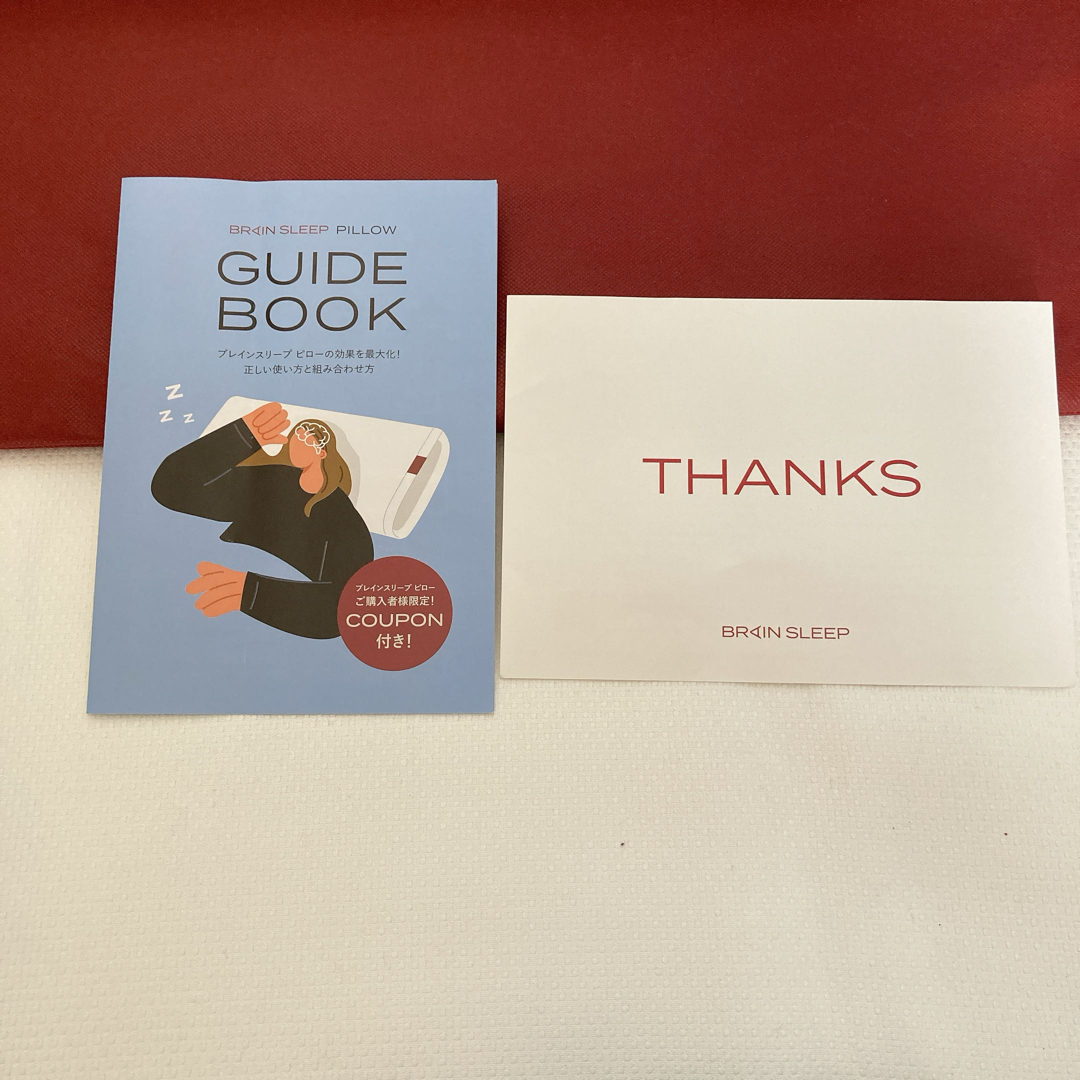 BRAIN SLEEP PILLOW
GUIDE
BOOK
ブレインスリープ ピローの効果を最大化!
正しい使い方と組み合わせ方
Z
Z Z
ブレインスリープ ピロー
ご購入者様限定!
COUPON
付き!
THANKS
BRAIN SLEEP